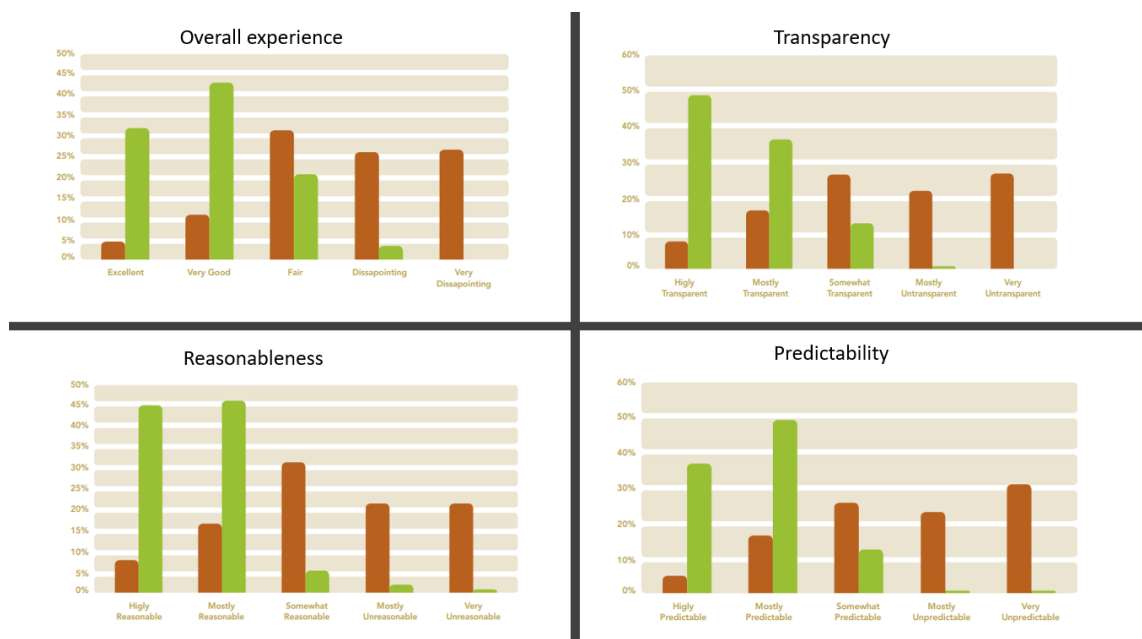 Overall experience
50%
45%
40%
35%
30%
25%
20%
15%
10%
5%
0%
Excellent
Very Good
Fair
Dissapointing
Very
Dissapointing
Transparency
60%
50%
40%
30%
20%
10%
0%
Higly
Transparent
Mostly
Transparent
Somewhat
Transparent
Mostly
Untransparent
Very
Untransparent
Reasonableness
50%
45%
40%
35%
30%
25%
20%
15%
10%
5%
0%
Higly
Reasonable
Mostly
Reasonable
Somewhat
Reasonable
Mostly
Unreasonable
Very
Unreasonable
Predictability
60%
50%
40%
30%
20%
10%
0%
Higly
Predictable
Mostly
Predictable
Somewhat
Predictable
Mostly
Unpredictable
Very
Unpredictable